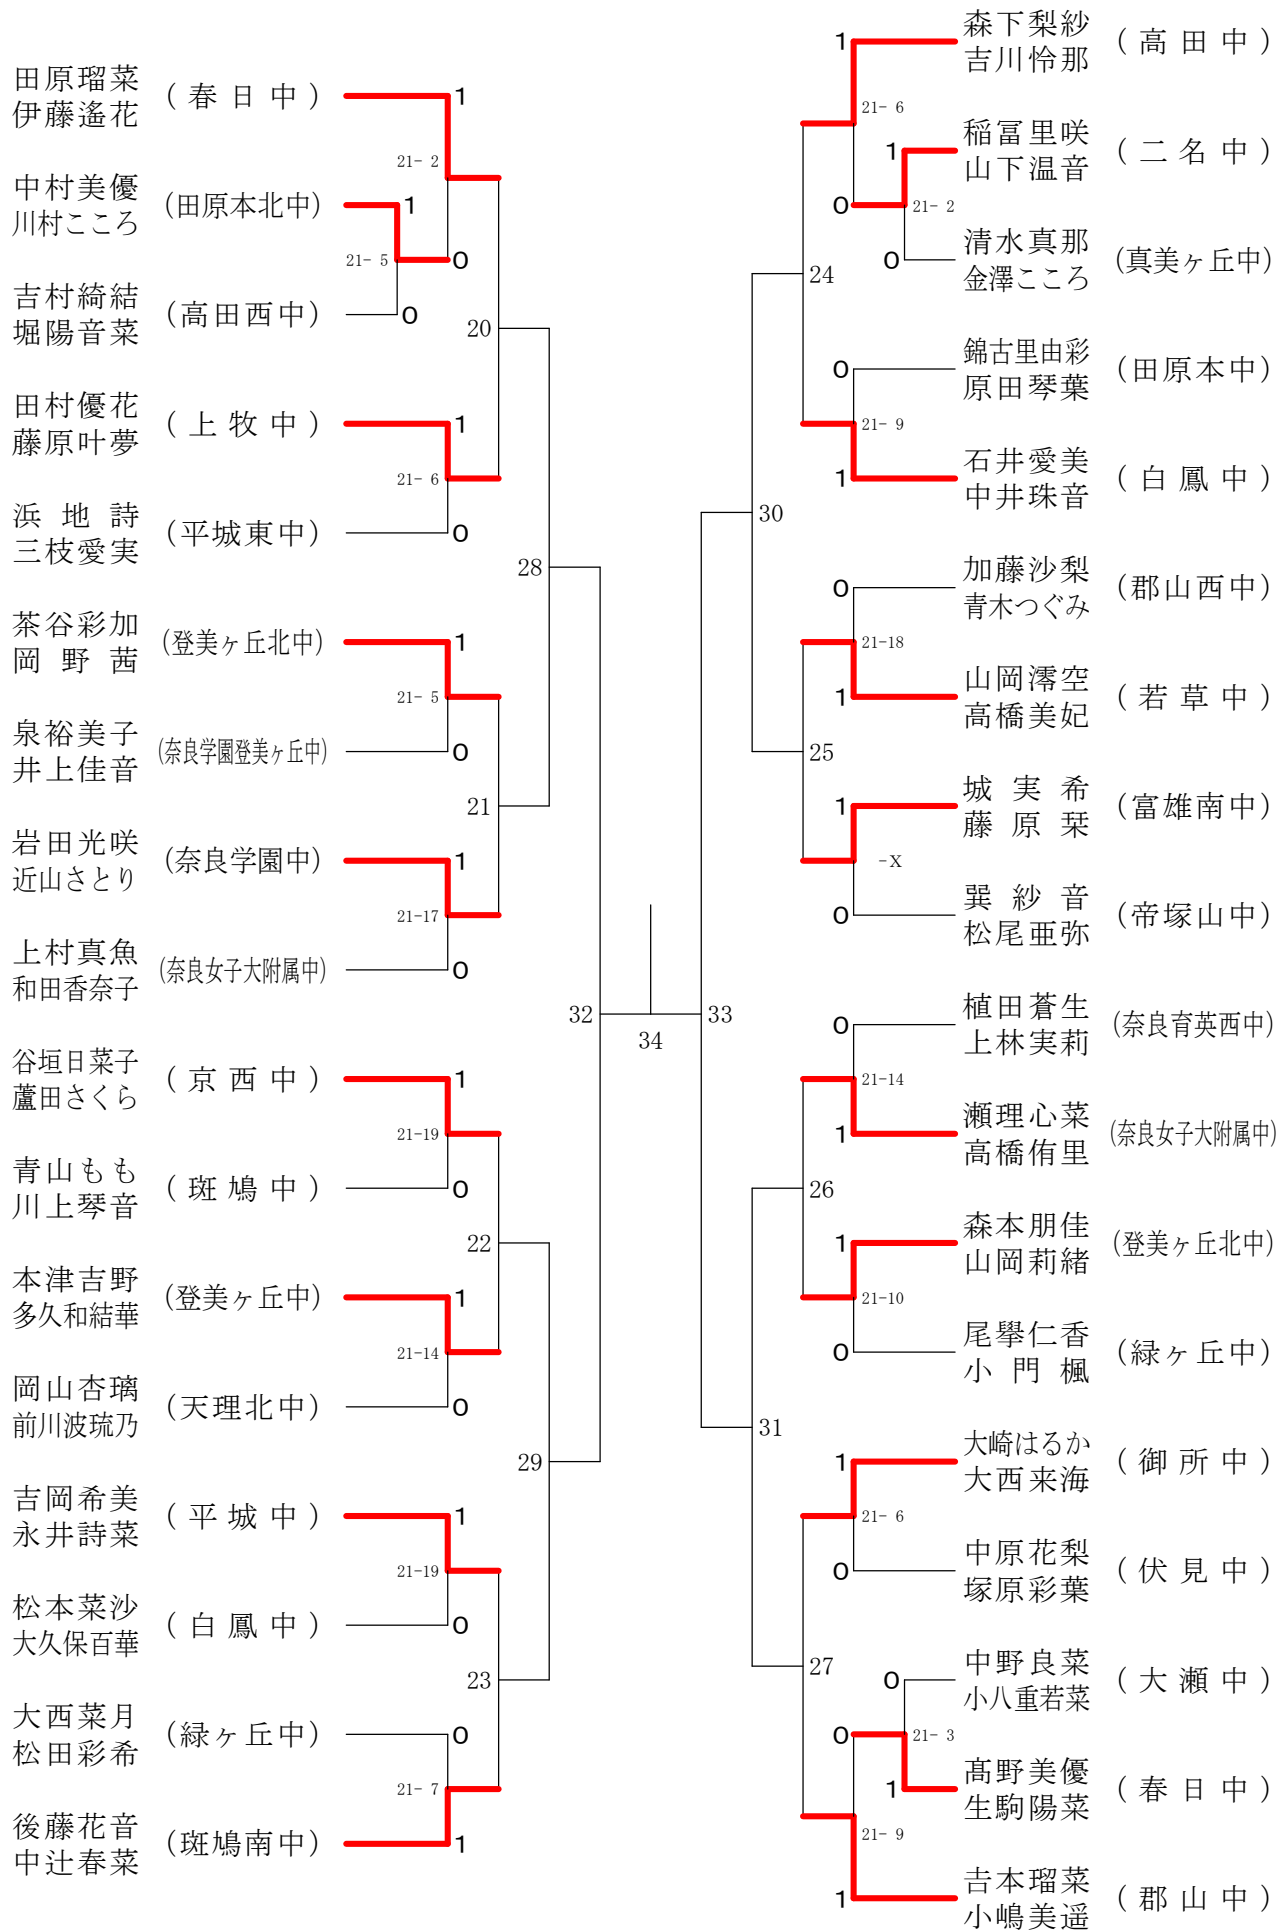 田原瑠菜
伊藤遙花
(春日中)
1
21- 2
中村美優
川村こころ
(田原本北中)
1
21- 5
0
吉村綺結
堀陽音菜
(高田西中)
0
20
田村優花
藤原叶夢
(上牧中)
1
21- 6
浜地詩
三枝愛実
(平城東中)
0
28
茶谷彩加
岡野茜
(登美ヶ丘北中)
1
21- 5
泉裕美子
井上佳音
(奈良学園登美ヶ丘中)
0
21
岩田光咲
近山さとり
(奈良学園中)
1
21-17
上村真魚
和田香奈子
(奈良女子大附属中)
0
32
谷垣日菜子
蘆田さくら
(京西中)
1
21-19
青山もも
川上琴音
(斑鳩中)
0
22
本津吉野
多久和結華
(登美ヶ丘中)
1
21-14
岡山杏璃
前川波琉乃
(天理北中)
0
29
吉岡希美
永井詩菜
(平城中)
1
21-19
松本菜沙
大久保百華
(白鳳中)
0
23
大西菜月
松田彩希
(緑ヶ丘中)
0
21- 7
後藤花音
中辻春菜
(斑鳩南中)
1
34
森下梨紗
吉川怜那
(高田中)
1
21- 6
稲冨里咲
山下温音
(二名中)
1
0
21- 2
清水真那
金澤こころ
(真美ヶ丘中)
0
24
錦古里由彩
原田琴葉
(田原本中)
0
21- 9
石井愛美
中井珠音
(白鳳中)
1
30
加藤沙梨
青木つぐみ
(郡山西中)
0
21-18
山岡澪空
高橋美妃
(若草中)
1
25
城実希
藤原栞
(富雄南中)
1
-X
巽紗音
松尾亜弥
(帝塚山中)
0
33
植田蒼生
上林実莉
(奈良育英西中)
0
21-14
瀬理心菜
高橋侑里
(奈良女子大附属中)
1
26
森本朋佳
山岡莉緒
(登美ヶ丘北中)
1
21-10
尾擧仁香
小門楓
(緑ヶ丘中)
0
31
大崎はるか
大西来海
(御所中)
1
21- 6
中原花梨
塚原彩葉
(伏見中)
0
27
中野良菜
小八重若菜
(大瀬中)
0
0
21- 3
髙野美優
生駒陽菜
(春日中)
1
21- 9
吉本瑠菜
小嶋美遥
(郡山中)
1